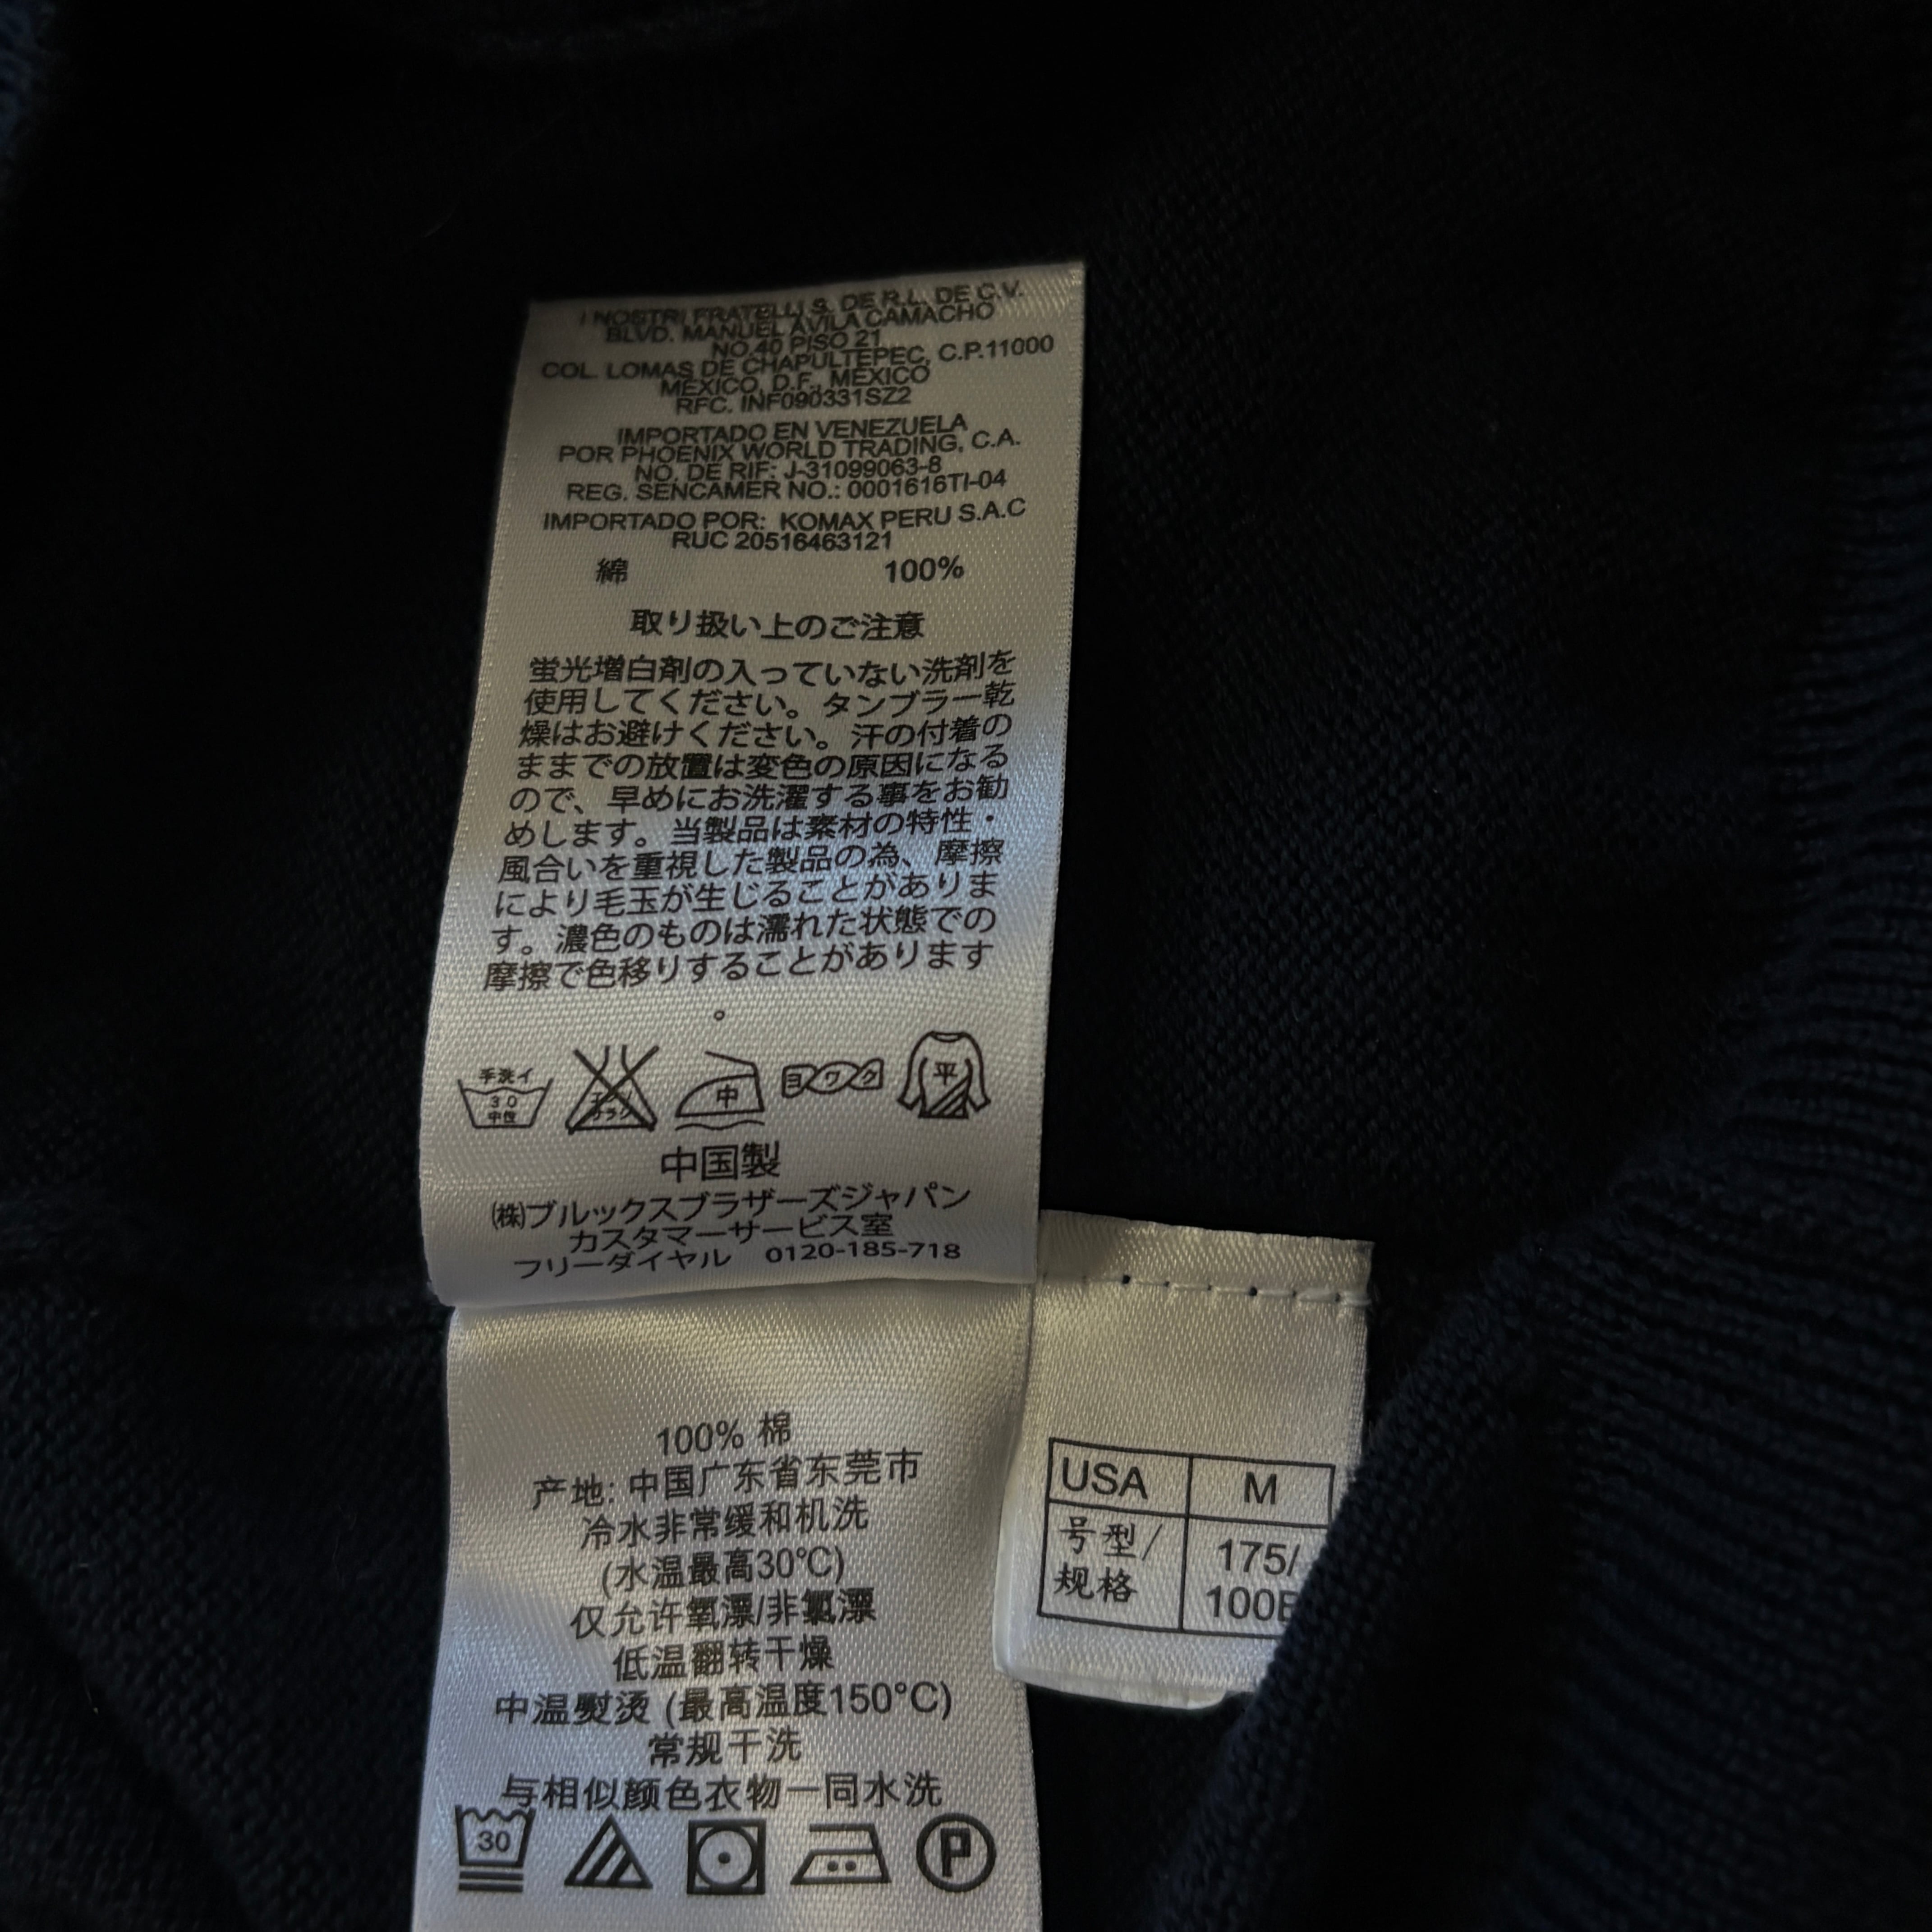 I NOSTRI FRATELLI S. DE R.L. DE C.V.
BLVD. MANUEL AVILA CAMACHO
NO.40 PISO 21
COL. LOMAS DE CHAPULTEPEC, C.P.11000
MEXICO, D.F., MEXICO
RFC. INF090331SZ2
IMPORTADO EN VENEZUELA
POR PHOENIX WORLD TRADING, C.A.
NO. DE RIF: J-31099063-8
REG. SENCAMER NO.: 0001616TI-04
IMPORTADO POR: KOMAX PERU S.A.C
RUC 20516463121
綿 100%
取り扱い上のご注意
蛍光増白剤の入っていない洗剤を
使用してください。タンブラー乾
燥はお避けください。汗の付着の
ままでの放置は変色の原因になる
ので、早めにお洗濯する事をお勧
めします。当製品は素材の特性・
風合いを重視した製品の為、摩擦
により毛玉が生じることがありま
す。濃色のものは濡れた状態での
摩擦で色移りすることがあります
。
手洗イ
30
中性
エンソ
サラシ
中
ヨワク
平
中国製
㈱ブルックスブラザーズジャパン
カスタマーサービス室
フリーダイヤル 0120-185-718
100% 棉
产地: 中国广东省东莞市
冷水非常缓和机洗
(水温最高30°C)
仅允许氧漂/非氯漂
低温翻转干燥
中温熨烫 (最高温度150°C)
常规干洗
与相似颜色衣物一同水洗
30
P
USA M
号型/
规格
175/
100B